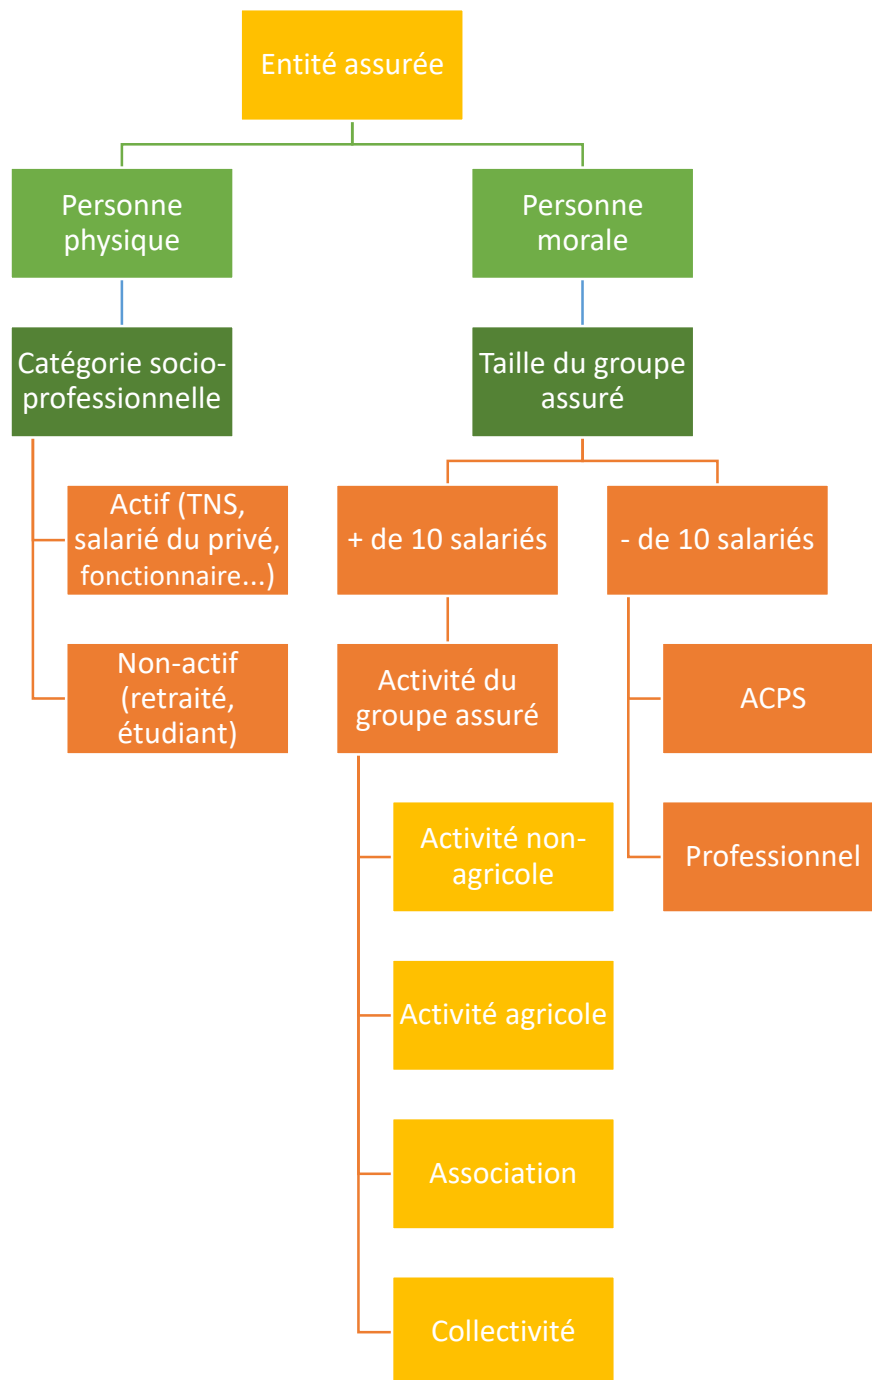 Entité assurée
Personne
physique
Personne
morale
Catégorie socio-
professionnelle
Taille du groupe
assuré
Actif (TNS,
salarié du privé,
fonctionnaire...)
+ de 10 salariés
- de 10 salariés
Non-actif
(retraité,
étudiant)
Activité du
groupe assuré
ACPS
Activité non-
agricole
Professionnel
Activité agricole
Association
Collectivité